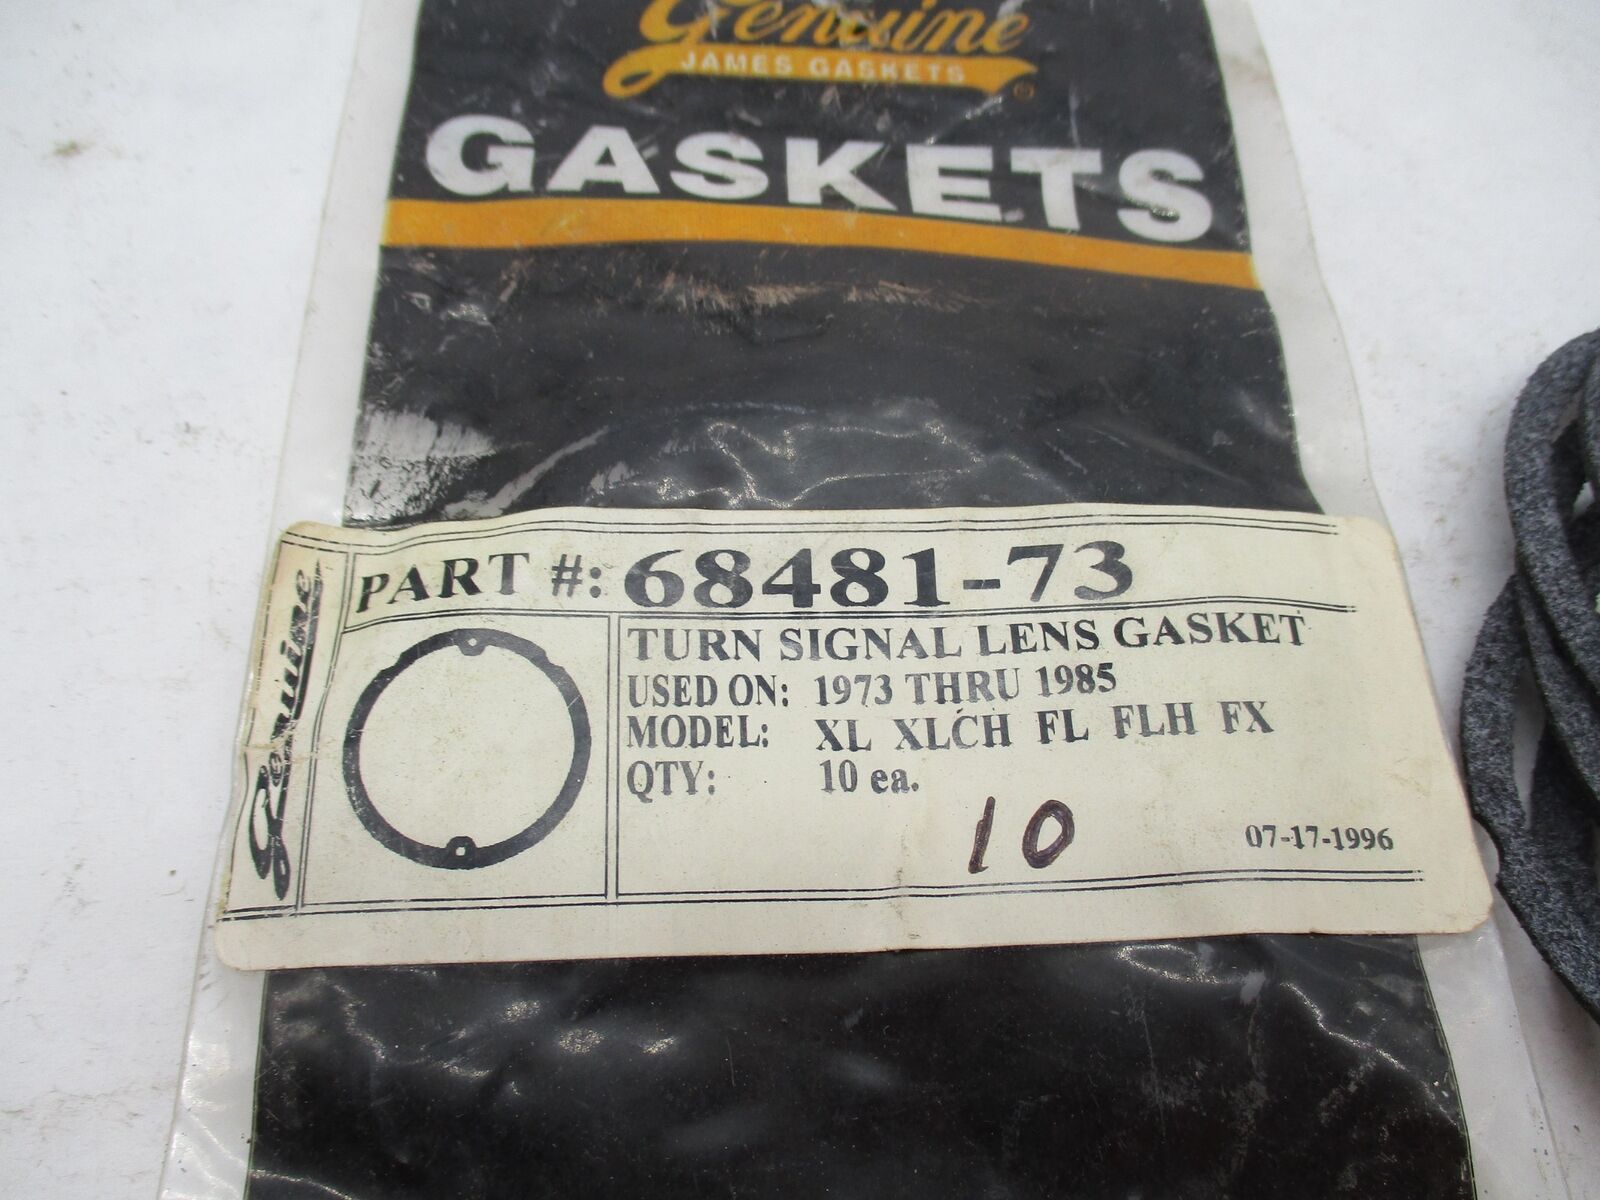 Genuine
JAMES GASKETS
®
GASKETS
Genuine
PART #: 68481-73
TURN SIGNAL LENS GASKET
USED ON: 1973 THRU 1985
MODEL: XL XLCH FL FLH FX
QTY: 10 ea.
10
07-17-1996